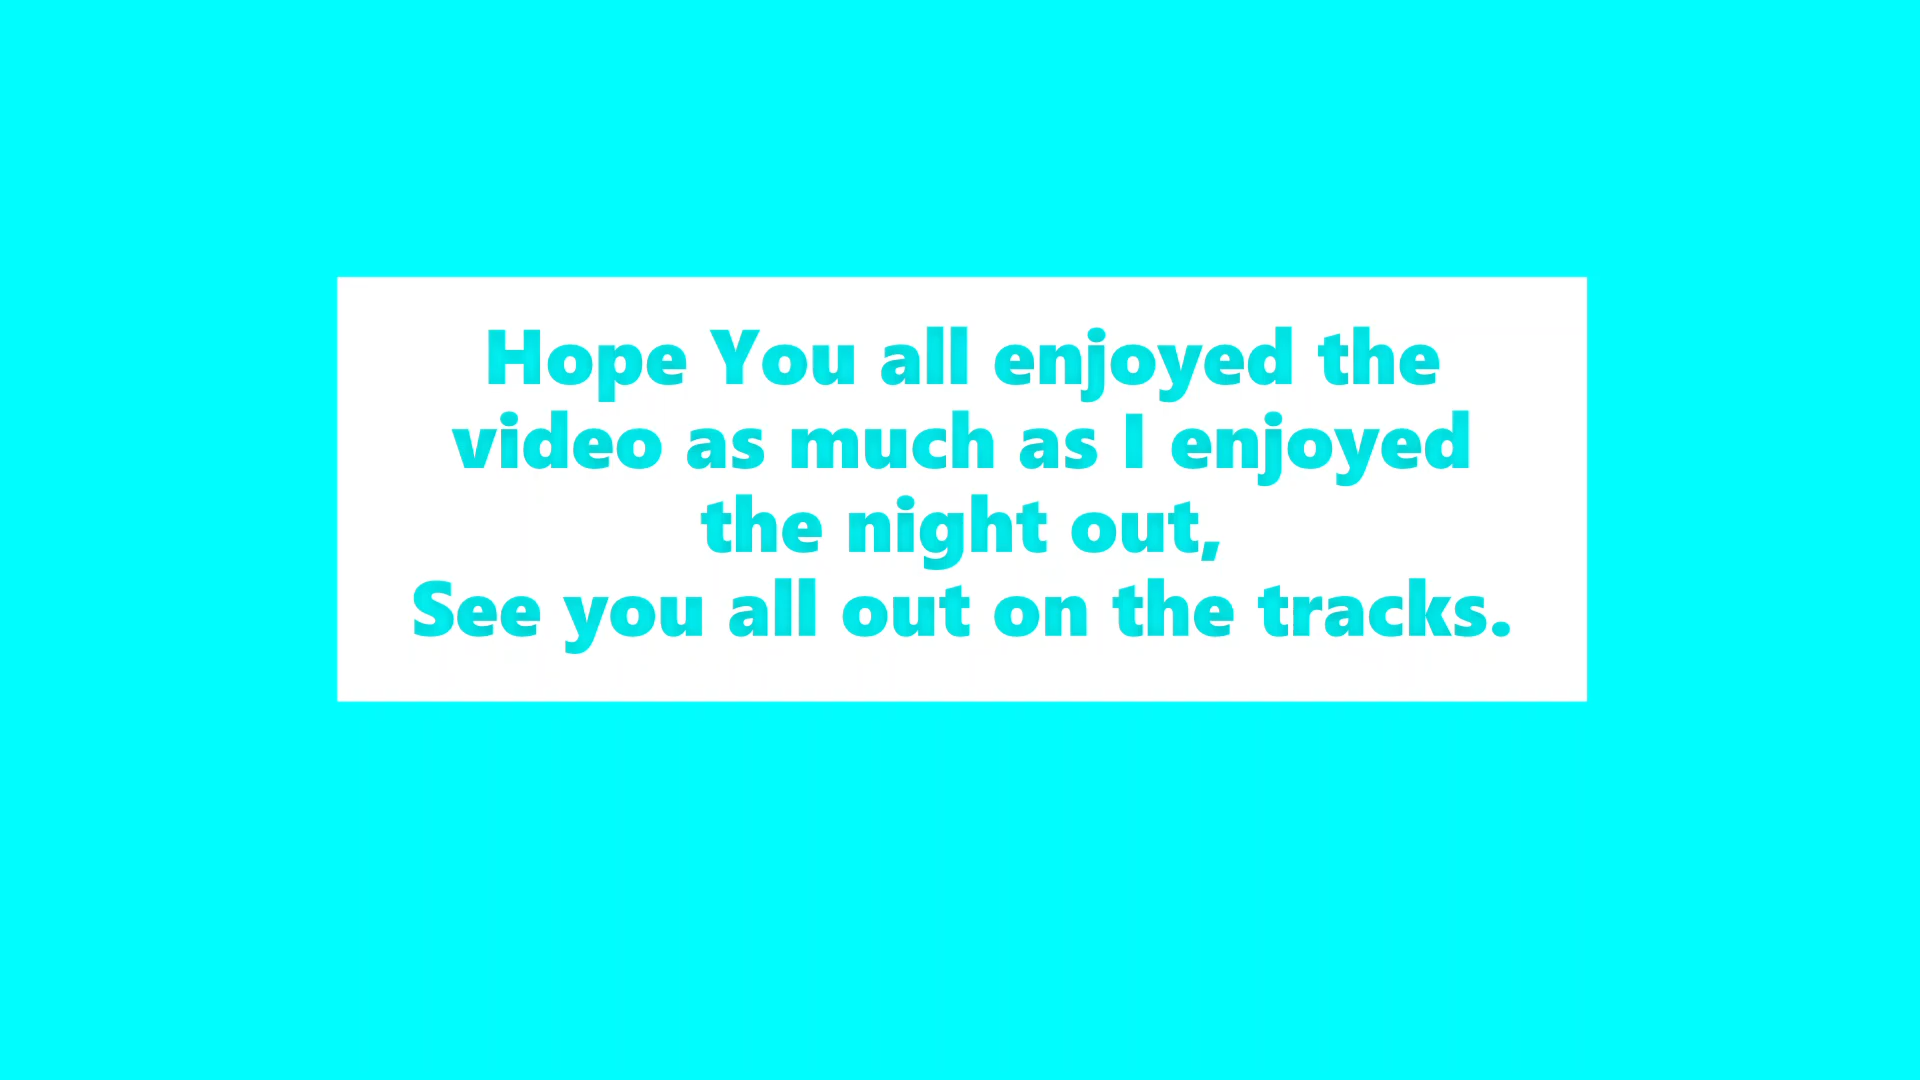 Hope You all enjoyed the
video as much as I enjoyed
the night out,
See you all out on the tracks.